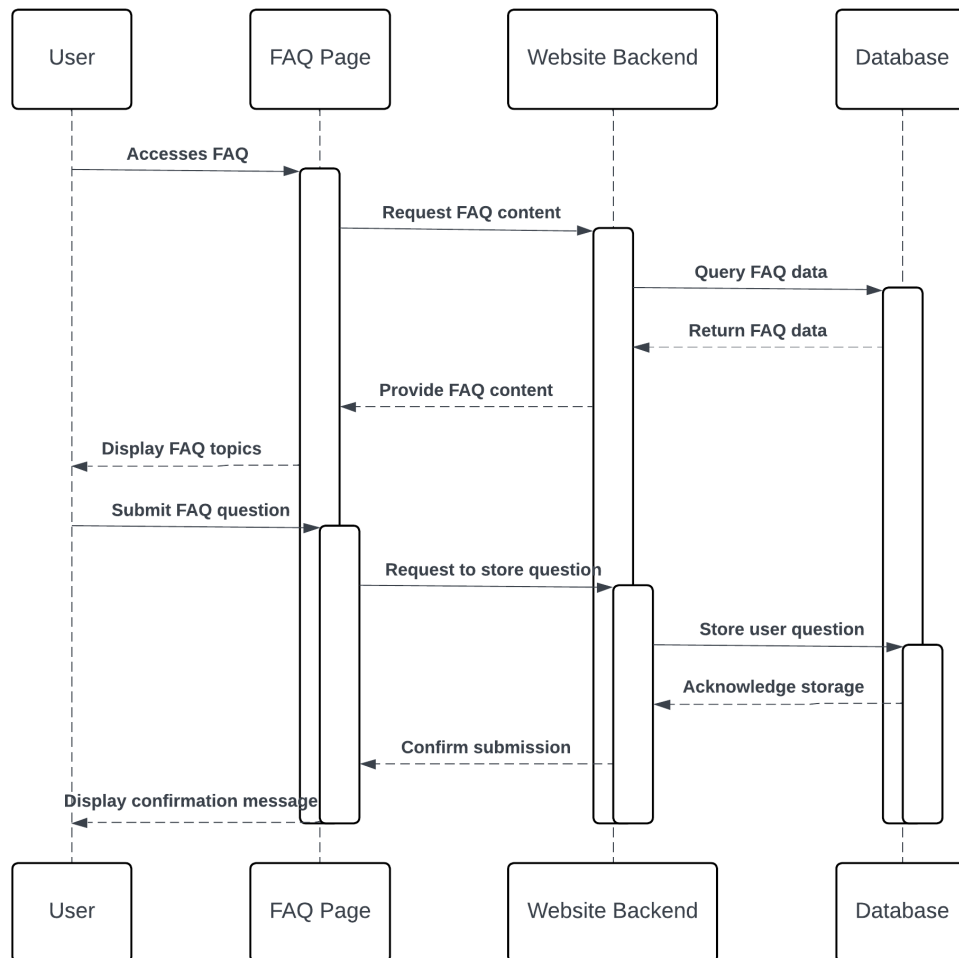 User
FAQ Page
Website Backend
Database
Accesses FAQ
Request FAQ content
Query FAQ data
Return FAQ data
Provide FAQ content
Display FAQ topics
Submit FAQ question
Request to store question
Store user question
Acknowledge storage
Confirm submission
Display confirmation message
User
FAQ Page
Website Backend
Database